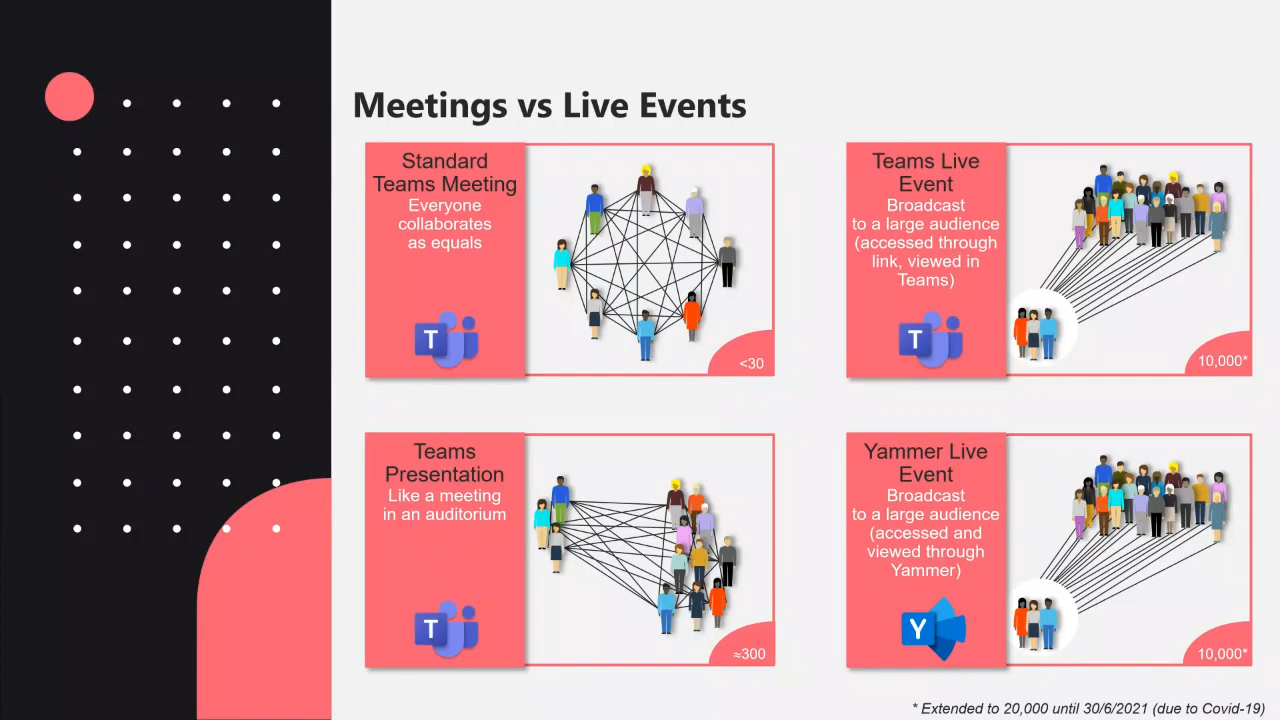 Meetings vs Live Events
Standard
Teams Meeting
Everyone
collaborates
as equals
T
<30
Teams Live
Event
Broadcast
to a large audience
(accessed through
link, viewed in
Teams)
T
10,000*
Teams
Presentation
Like a meeting
in an auditorium
T
≈300
Yammer Live
Event
Broadcast
to a large audience
(accessed and
viewed through
Yammer)
Y
10,000*
* Extended to 20,000 until 30/6/2021 (due to Covid-19)